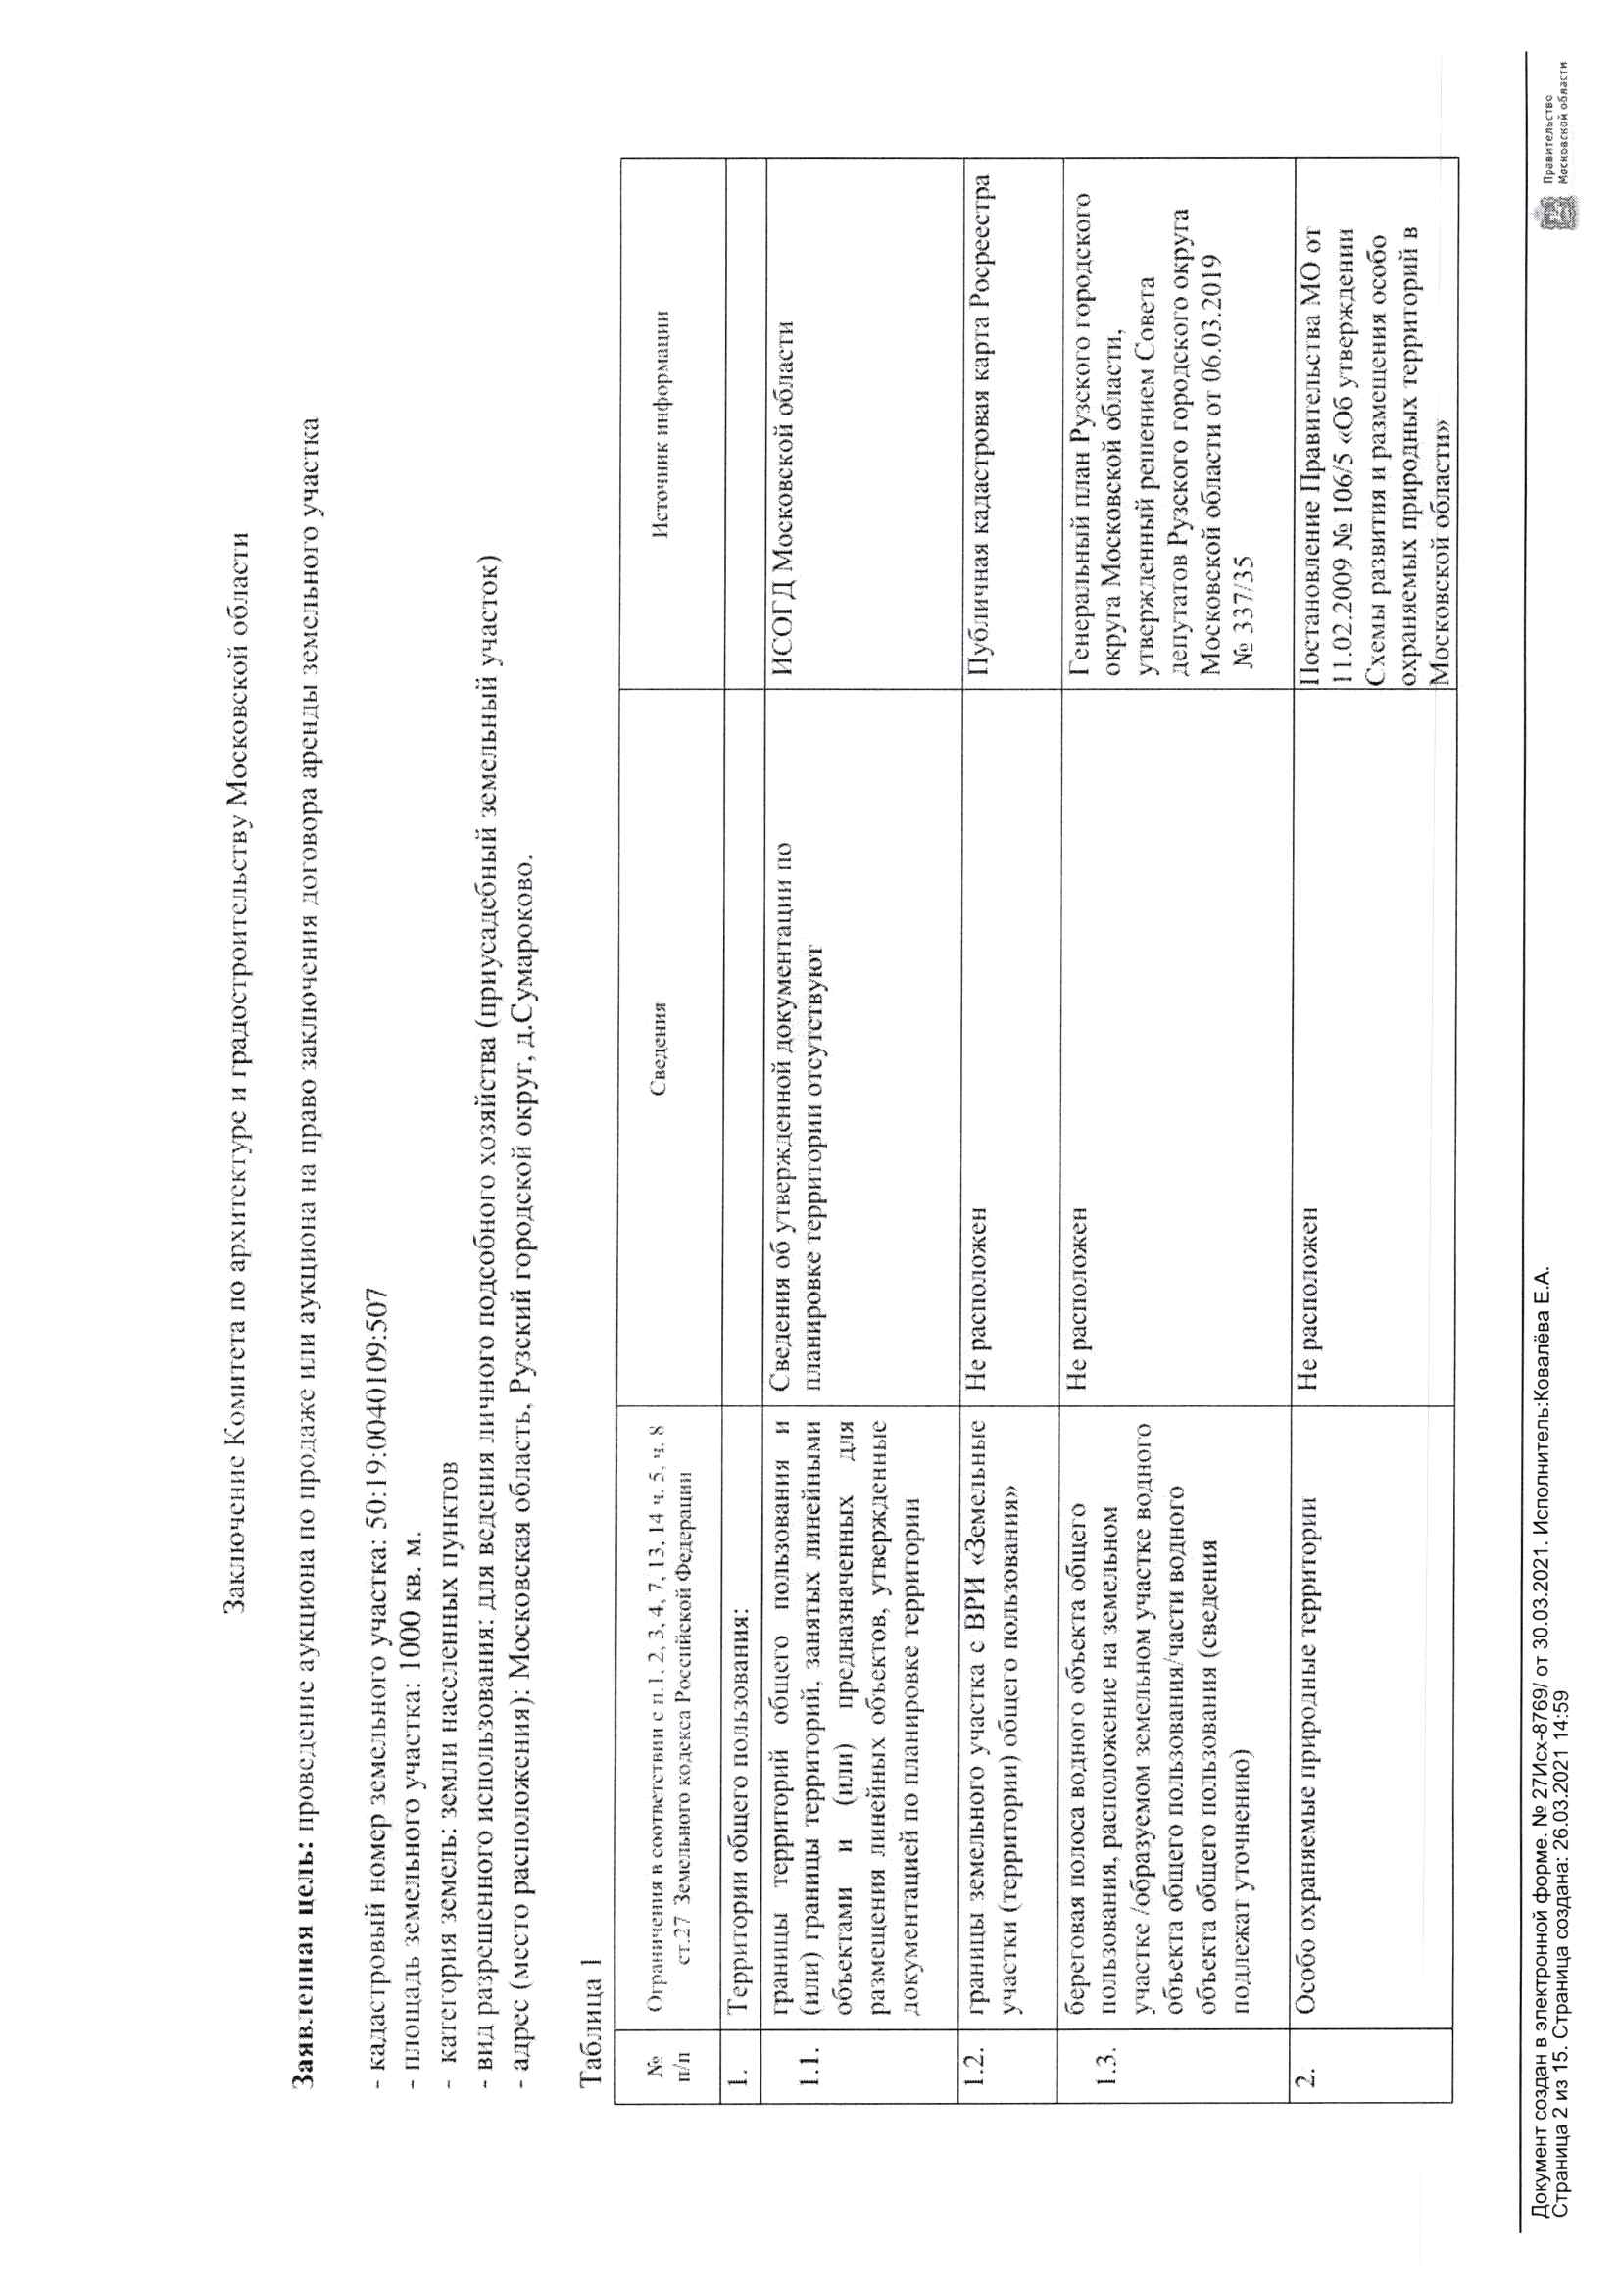 Заключение Комитета по архитектуре и градостроительству Московской области
Заявленная цель: проведение аукциона по продаже или аукциона на право заключения договора аренды земельного участка
- кадастровый номер земельного участка: 50:19:0040109:507
- площадь земельного участка: 1000 кв. м.
- категория земель: земли населенных пунктов
- вид разрешенного использования: для ведения личного подсобного хозяйства (приусадебный земельный участок)
- адрес (место расположения): Московская область, Рузский городской округ, д.Сумароково.
Таблица 1
№
п/п
Ограничения в соответствии с п.1, 2, 3, 4, 7, 13, 14 ч. 5, ч. 8
ст.27 Земельного кодекса Российской Федерации
Сведения
Источник информации
1.
Территории общего пользования:
1.1.
границы территорий общего пользования и
(или) границы территорий, занятых линейными
объектами и (или) предназначенных для
размещения линейных объектов, утвержденные
документацией по планировке территории
Сведения об утвержденной документации по
планировке территории отсутствуют
ИСОГД Московской области
1.2.
границы земельного участка с ВРИ «Земельные
участки (территории) общего пользования»
Не расположен
Публичная кадастровая карта Росреестра
1.3.
береговая полоса водного объекта общего
пользования, расположение на земельном
участке /образуемом земельном участке водного
объекта общего пользования/части водного
объекта общего пользования (сведения
подлежат уточнению)
Не расположен
Генеральный план Рузского городского
округа Московской области,
утвержденный решением Совета
депутатов Рузского городского округа
Московской области от 06.03.2019
№ 337/35
2.
Особо охраняемые природные территории
Не расположен
Постановление Правительства МО от
11.02.2009 № 106/5 «Об утверждении
Схемы развития и размещения особо
охраняемых природных территорий в
Московской области»
Документ создан в электронной форме. № 27Исх-8769/ от 30.03.2021. Исполнитель:Ковалёва Е.А.
Страница 2 из 15. Страница создана: 26.03.2021 14:59
Правительство
Московской области